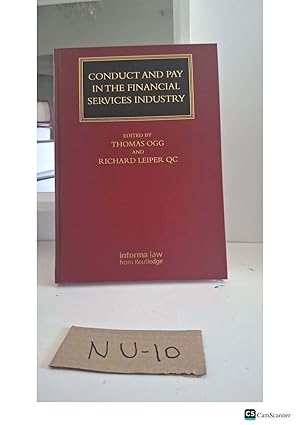 CONDUCT AND PAY
IN THE FINANCIAL
SERVICES INDUSTRY
EDITED BY
THOMAS OGG
AND
RICHARD LEIPER QC
informa law
from Routledge
NU-10
CS CamScanner